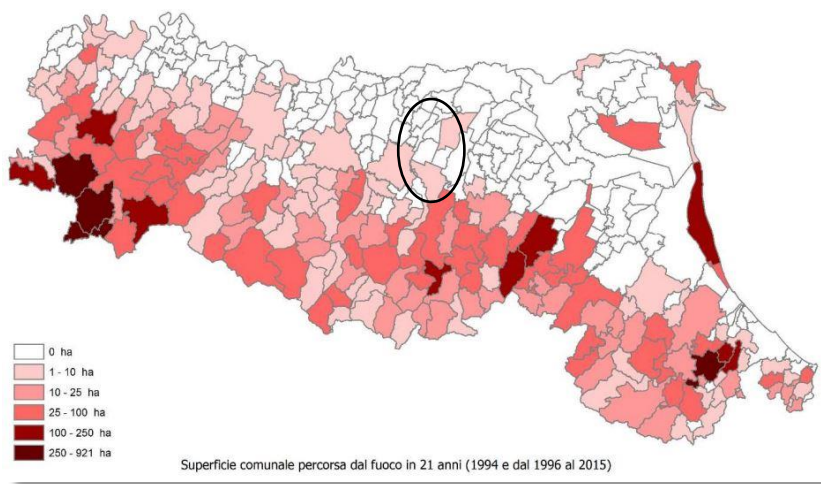 0 ha
1 - 10 ha
10 - 25 ha
25 - 100 ha
100 - 250 ha
250 - 921 ha
Superficie comunale percorsa dal fuoco in 21 anni (1994 e dal 1996 al 2015)